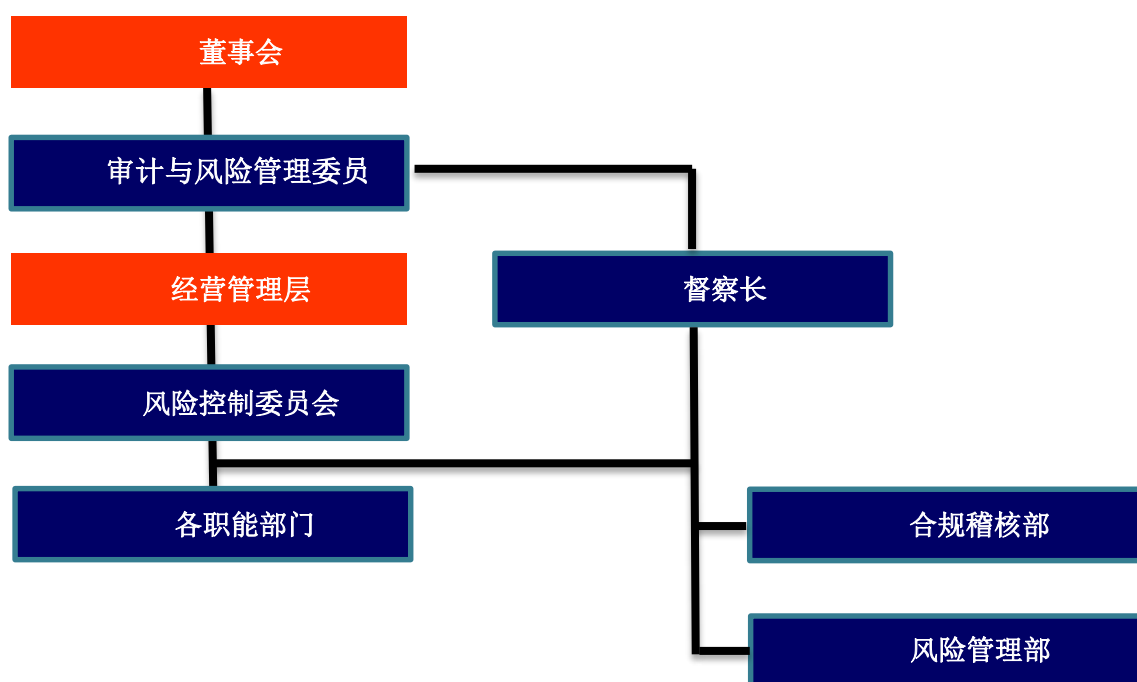 董事会
审计与风险管理委员
经营管理层
督察长
风险控制委员会
各职能部门
合规稽核部
风险管理部